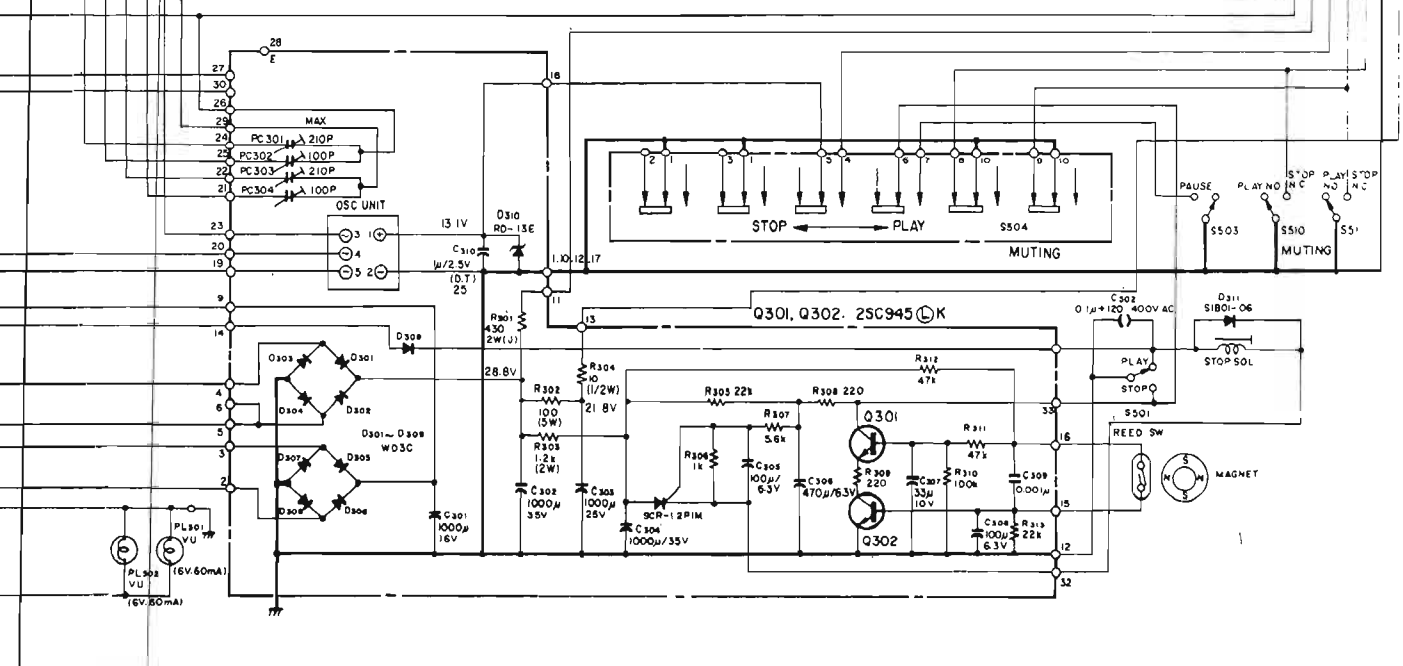 28
E
27
30
26
29
MAX
24
PC301
210P
25
PC302
100P
22
PC303
210P
21
PC304
100P
OSC UNIT
23
3 1
20
4
19
5 2
13.1V
D310
RD-13E
C310
1μ/2.5V
(D.T)
25
18
1.10.12.17
11
13
2 1 3 1 5 4 6 7 8 10 9 10
STOP PLAY
S504
MUTING
PAUSE
S503
PLAY NO
STOP NC
S510
PLAY NO
STOP NC
S51
MUTING
9
14
R301
430
2W(J)
Q301, Q302. 2SC945 Ⓛ K
C302
0.1μ+120 400V AC
D311
SIB01-06
STOP SOL
PLAY
STOP
S501
D303
D301
D304
D302
28.8V
R302
100
(5W)
R304
10
(1/2W)
21.8V
R303
1.2k
(2W)
R312
47k
R305 22k
R308 220
R307
5.6k
R306
1k
Q301
R311
47k
33
4
6
5
3
2
D301~D309
WD3C
D307
D305
D306
C301
1000μ
16V
C302
1000μ
35V
C303
1000μ
25V
C304
1000μ/35V
SCR-1.2P1M
C305
100μ/
6.3V
C306
470μ/6.3V
R309
220
Q302
C307
33μ
10V
R310
100k
C309
0.001μ
C308
100μ
6.3V
R313
22k
16
15
12
32
REED SW
MAGNET
S
N
N
S
PL301
VU
(6V.60mA)
PL302
VU
(6V.60mA)